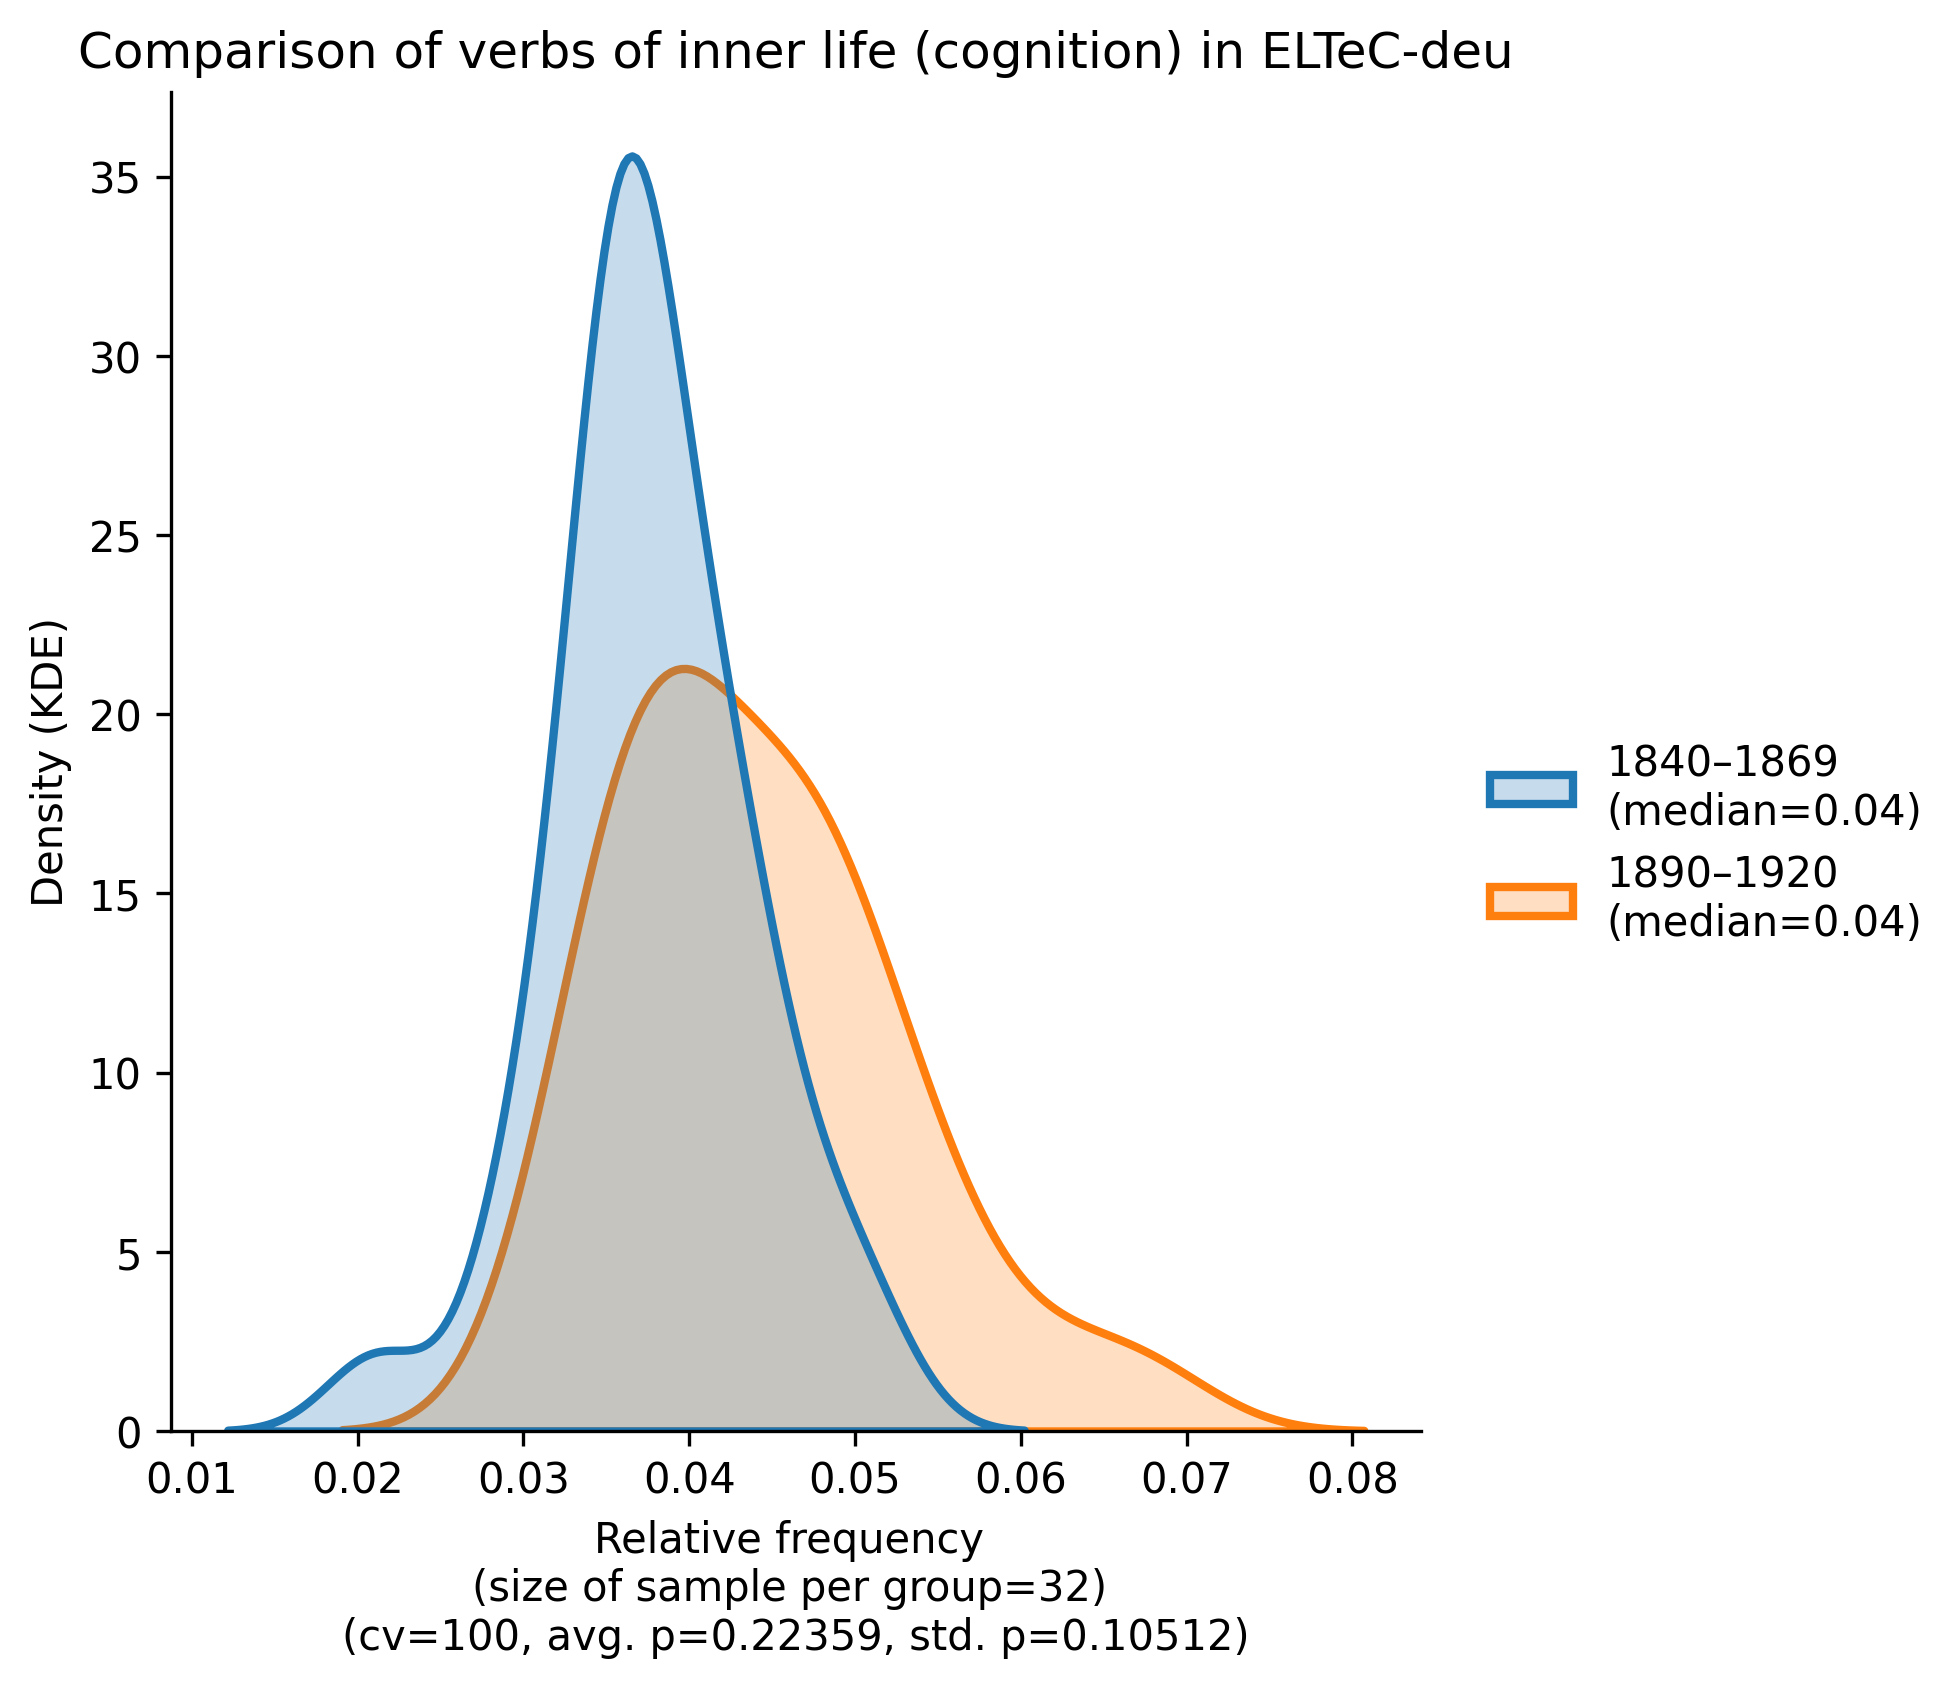 Comparison of verbs of inner life (cognition) in ELTeC-deu
Density (KDE)
35
30
25
20
15
10
5
0
0.01 0.02 0.03 0.04 0.05 0.06 0.07 0.08
Relative frequency
(size of sample per group=32)
(cv=100, avg. p=0.22359, std. p=0.10512)
1840–1869
(median=0.04)
1890–1920
(median=0.04)